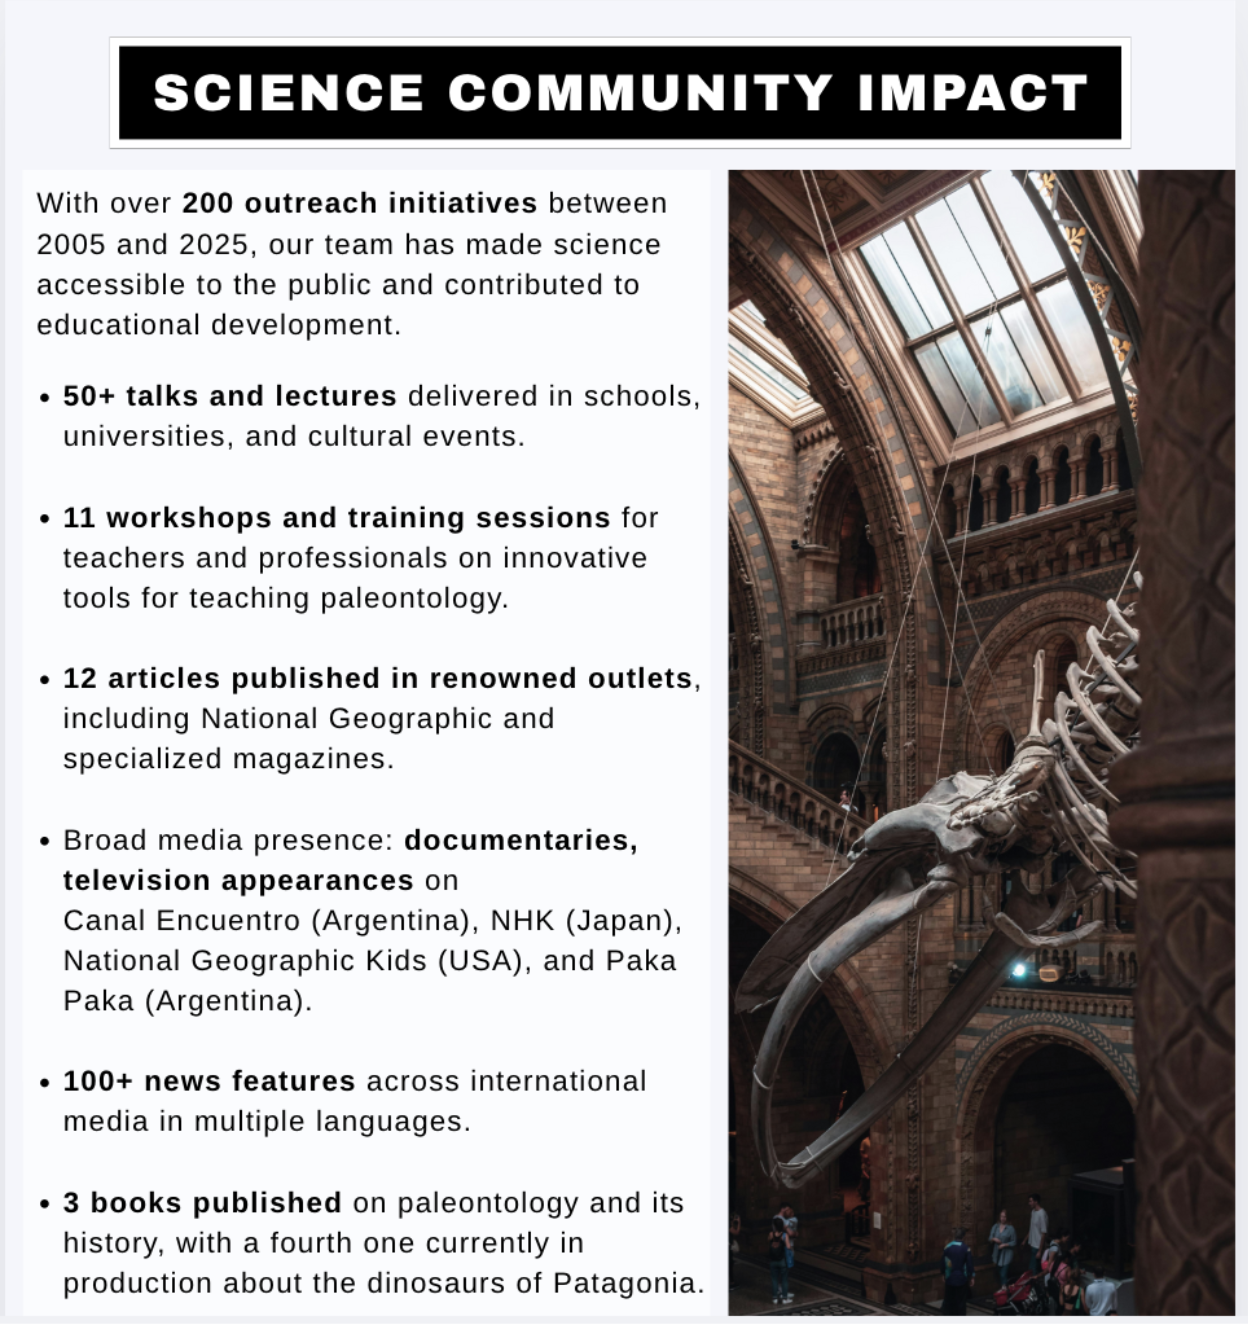 SCIENCE COMMUNITY IMPACT
With over 200 outreach initiatives between
2005 and 2025, our team has made science
accessible to the public and contributed to
educational development.
• 50+ talks and lectures delivered in schools,
universities, and cultural events.
• 11 workshops and training sessions for
teachers and professionals on innovative
tools for teaching paleontology.
• 12 articles published in renowned outlets,
including National Geographic and
specialized magazines.
• Broad media presence: documentaries,
television appearances on
Canal Encuentro (Argentina), NHK (Japan),
National Geographic Kids (USA), and Paka
Paka (Argentina).
• 100+ news features across international
media in multiple languages.
• 3 books published on paleontology and its
history, with a fourth one currently in
production about the dinosaurs of Patagonia.